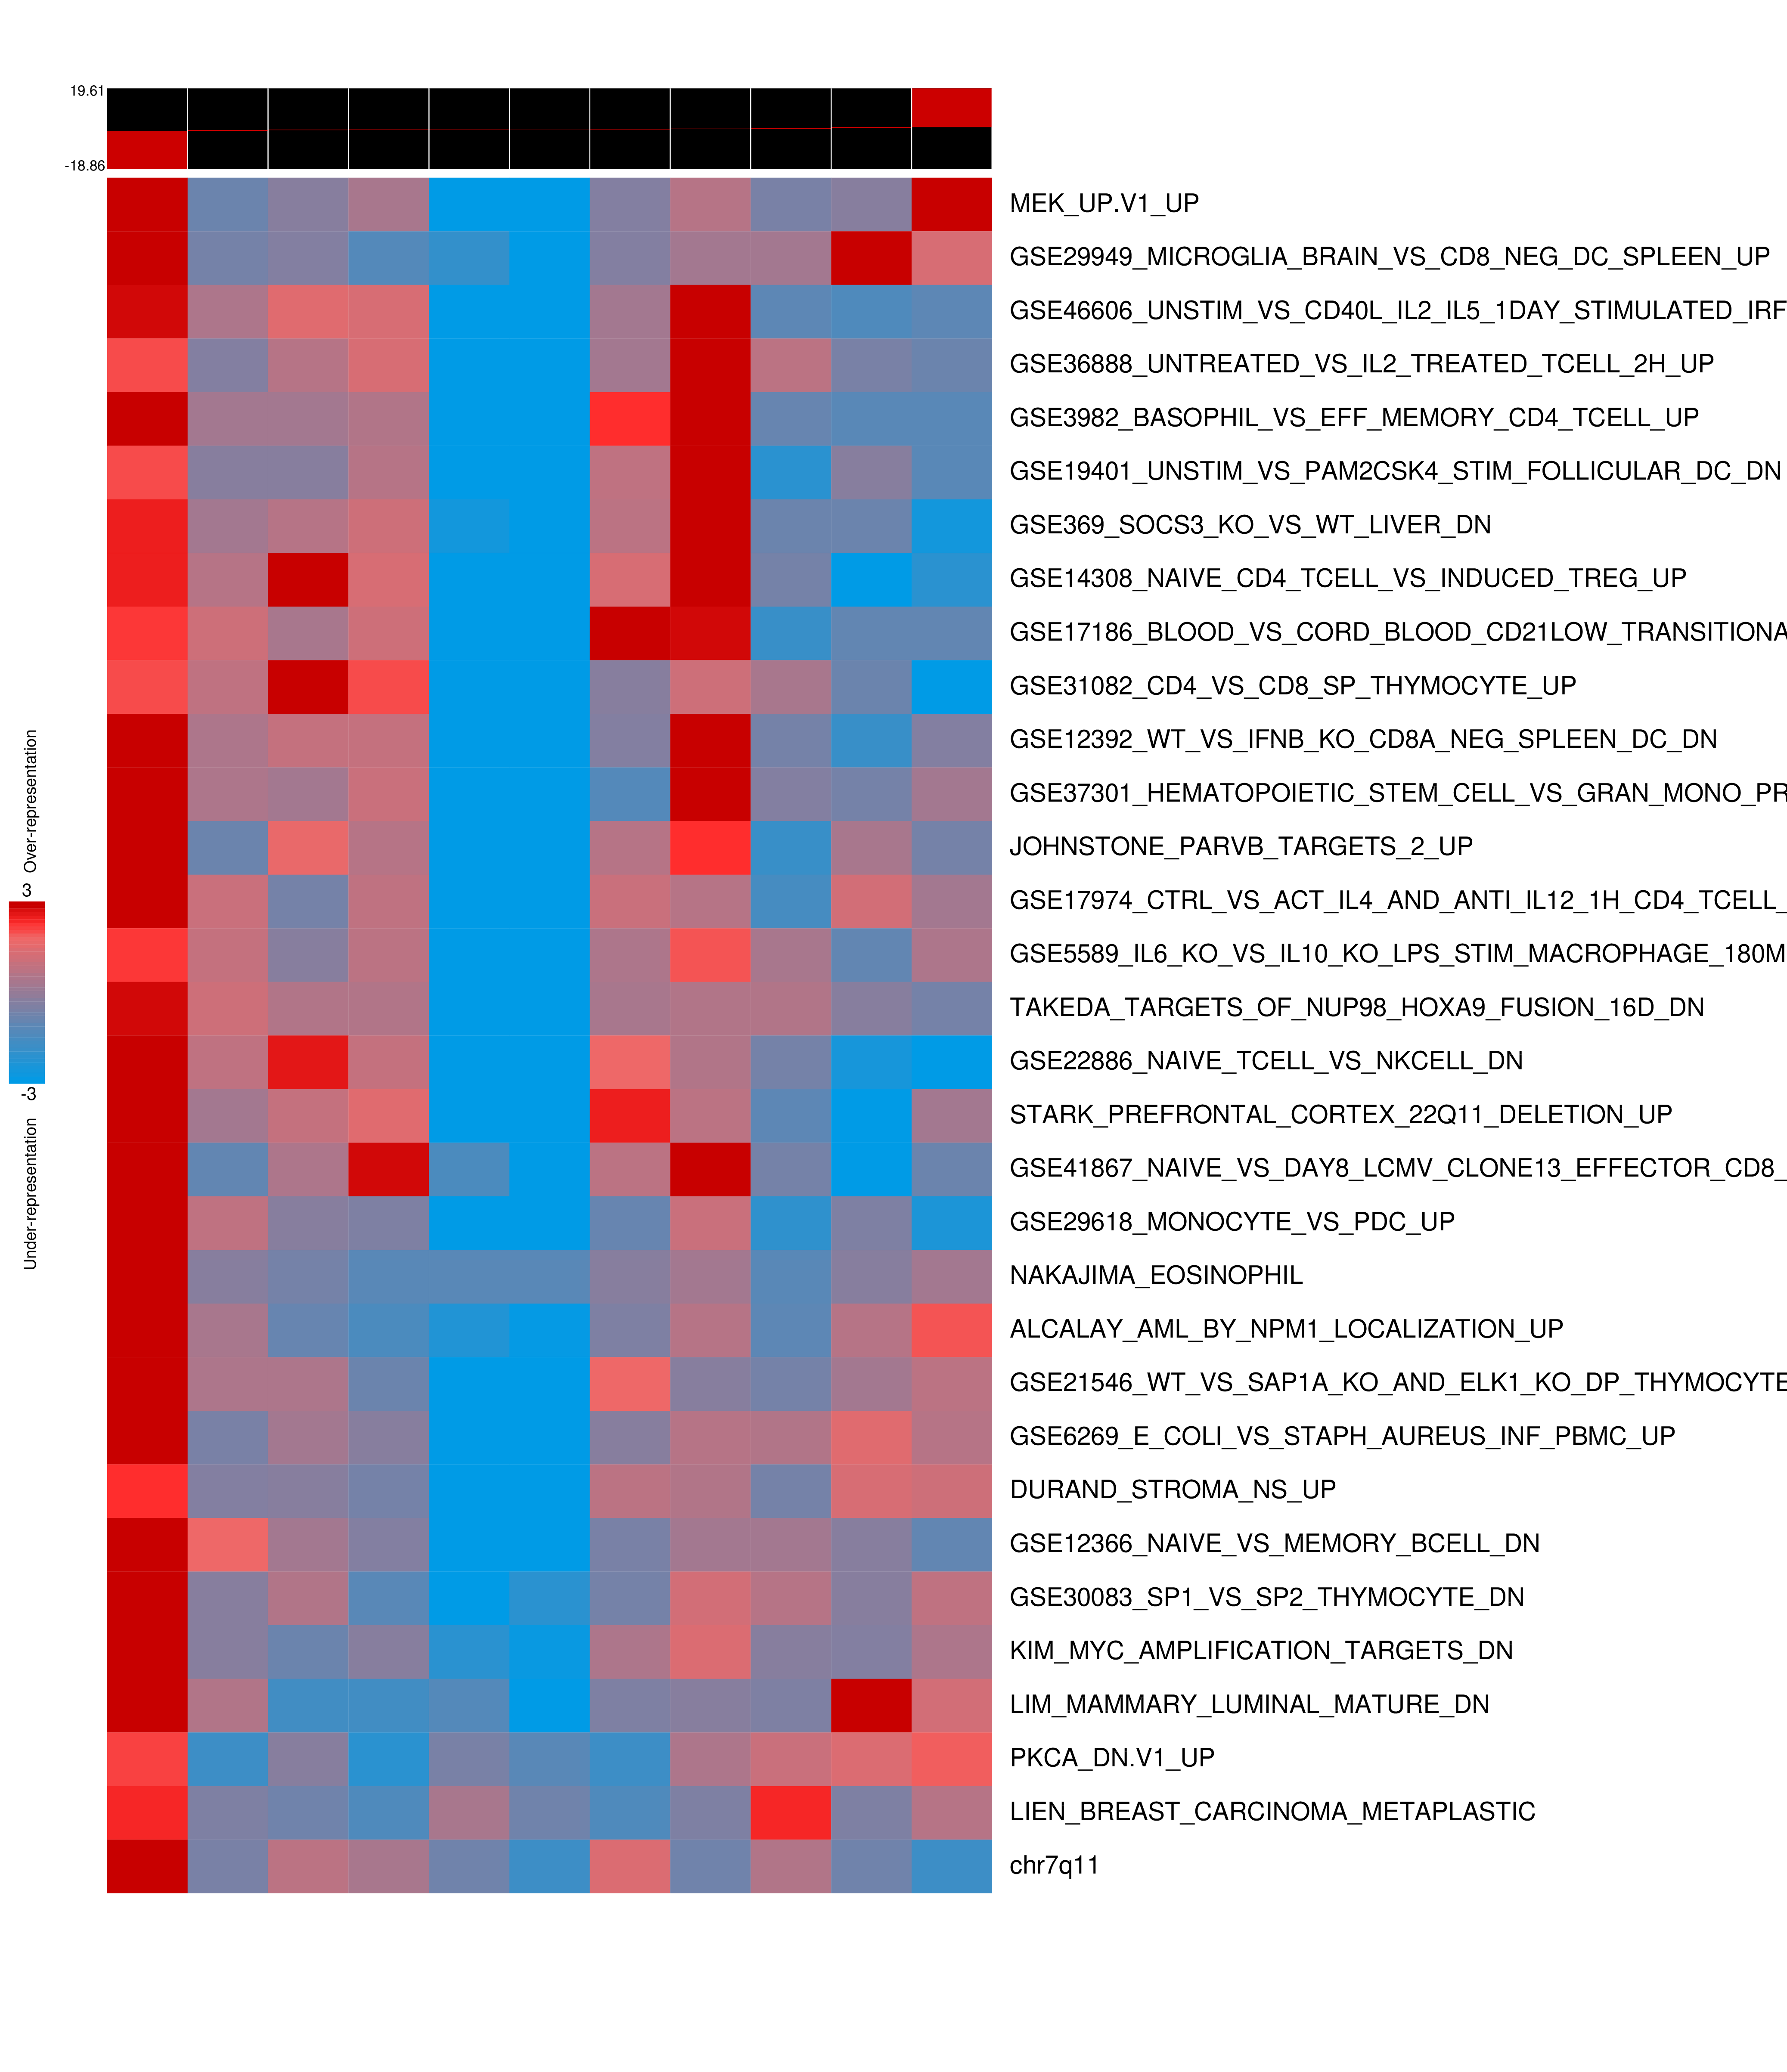 19.61
-18.86
MEK_UP.V1_UP
GSE29949_MICROGLIA_BRAIN_VS_CD8_NEG_DC_SPLEEN_UP
GSE46606_UNSTIM_VS_CD40L_IL2_IL5_1DAY_STIMULATED_IRF
GSE36888_UNTREATED_VS_IL2_TREATED_TCELL_2H_UP
GSE3982_BASOPHIL_VS_EFF_MEMORY_CD4_TCELL_UP
GSE19401_UNSTIM_VS_PAM2CSK4_STIM_FOLLICULAR_DC_DN
GSE369_SOCS3_KO_VS_WT_LIVER_DN
GSE14308_NAIVE_CD4_TCELL_VS_INDUCED_TREG_UP
GSE17186_BLOOD_VS_CORD_BLOOD_CD21LOW_TRANSITIONA
GSE31082_CD4_VS_CD8_SP_THYMOCYTE_UP
GSE12392_WT_VS_IFNB_KO_CD8A_NEG_SPLEEN_DC_DN
GSE37301_HEMATOPOIETIC_STEM_CELL_VS_GRAN_MONO_PR
JOHNSTONE_PARVB_TARGETS_2_UP
GSE17974_CTRL_VS_ACT_IL4_AND_ANTI_IL12_1H_CD4_TCELL_
GSE5589_IL6_KO_VS_IL10_KO_LPS_STIM_MACROPHAGE_180M
TAKEDA_TARGETS_OF_NUP98_HOXA9_FUSION_16D_DN
GSE22886_NAIVE_TCELL_VS_NKCELL_DN
STARK_PREFRONTAL_CORTEX_22Q11_DELETION_UP
GSE41867_NAIVE_VS_DAY8_LCMV_CLONE13_EFFECTOR_CD8_
GSE29618_MONOCYTE_VS_PDC_UP
NAKAJIMA_EOSINOPHIL
ALCALAY_AML_BY_NPM1_LOCALIZATION_UP
GSE21546_WT_VS_SAP1A_KO_AND_ELK1_KO_DP_THYMOCYTE
GSE6269_E_COLI_VS_STAPH_AUREUS_INF_PBMC_UP
DURAND_STROMA_NS_UP
GSE12366_NAIVE_VS_MEMORY_BCELL_DN
GSE30083_SP1_VS_SP2_THYMOCYTE_DN
KIM_MYC_AMPLIFICATION_TARGETS_DN
LIM_MAMMARY_LUMINAL_MATURE_DN
PKCA_DN.V1_UP
LIEN_BREAST_CARCINOMA_METAPLASTIC
chr7q11
Over-representation
3
-3
Under-representation